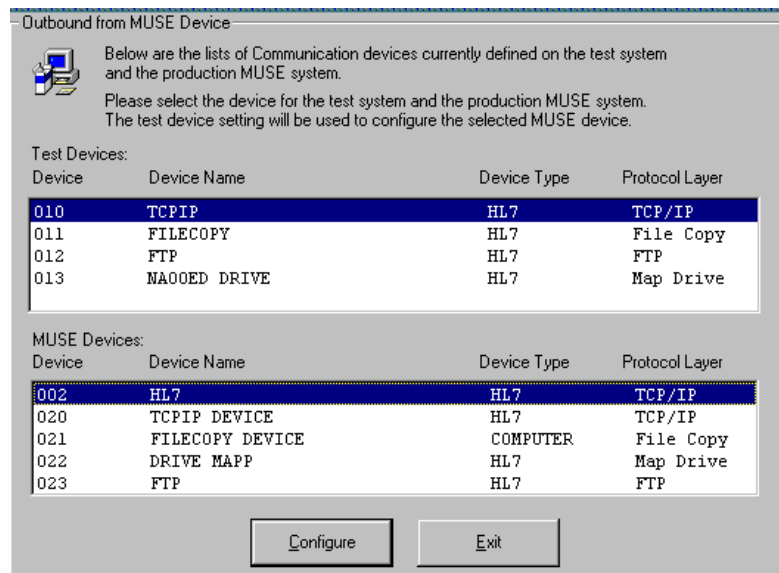 Outbound from MUSE Device
Below are the lists of Communication devices currently defined on the test system
and the production MUSE system.
Please select the device for the test system and the production MUSE system.
The test device setting will be used to configure the selected MUSE device.
Test Devices:
Device Device Name Device Type Protocol Layer
010 TCPIP HL7 TCP/IP
011 FILECOPY HL7 File Copy
012 FTP HL7 FTP
013 NAOOED DRIVE HL7 Map Drive
MUSE Devices:
Device Device Name Device Type Protocol Layer
002 HL7 HL7 TCP/IP
020 TCPIP DEVICE HL7 TCP/IP
021 FILECOPY DEVICE COMPUTER File Copy
022 DRIVE MAPP HL7 Map Drive
023 FTP HL7 FTP
Configure Exit